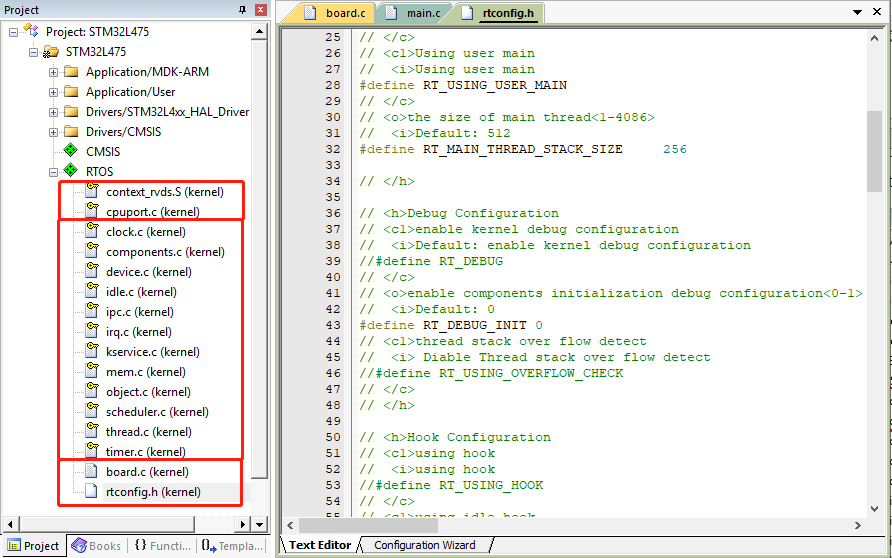 Project
Project: STM32L475
STM32L475
Application/MDK-ARM
Application/User
Drivers/STM32L4xx_HAL_Driver
Drivers/CMSIS
CMSIS
RTOS
context_rvds.S (kernel)
cpuport.c (kernel)
clock.c (kernel)
components.c (kernel)
device.c (kernel)
idle.c (kernel)
ipc.c (kernel)
irq.c (kernel)
kservice.c (kernel)
mem.c (kernel)
object.c (kernel)
scheduler.c (kernel)
thread.c (kernel)
timer.c (kernel)
board.c (kernel)
rtconfig.h (kernel)
Project Books {} Functi... Templa...
board.c main.c rtconfig.h
25 // </c>
26 // <c1>Using user main
27 //  <i>Using user main
28 #define RT_USING_USER_MAIN
29 // </c>
30 // <o>the size of main thread<1-4086>
31 //  <i>Default: 512
32 #define RT_MAIN_THREAD_STACK_SIZE     256
33
34 // </h>
35
36 // <h>Debug Configuration
37 // <c1>enable kernel debug configuration
38 //  <i>Default: enable kernel debug configuration
39 //#define RT_DEBUG
40 // </c>
41 // <o>enable components initialization debug configuration<0-1>
42 //  <i>Default: 0
43 #define RT_DEBUG_INIT 0
44 // <c1>thread stack over flow detect
45 //  <i> Diable Thread stack over flow detect
46 //#define RT_USING_OVERFLOW_CHECK
47 // </c>
48 // </h>
49
50 // <h>Hook Configuration
51 // <c1>using hook
52 //  <i>using hook
53 //#define RT_USING_HOOK
54 // </c>
55 // <c1>using idle hook
Text Editor Configuration Wizard